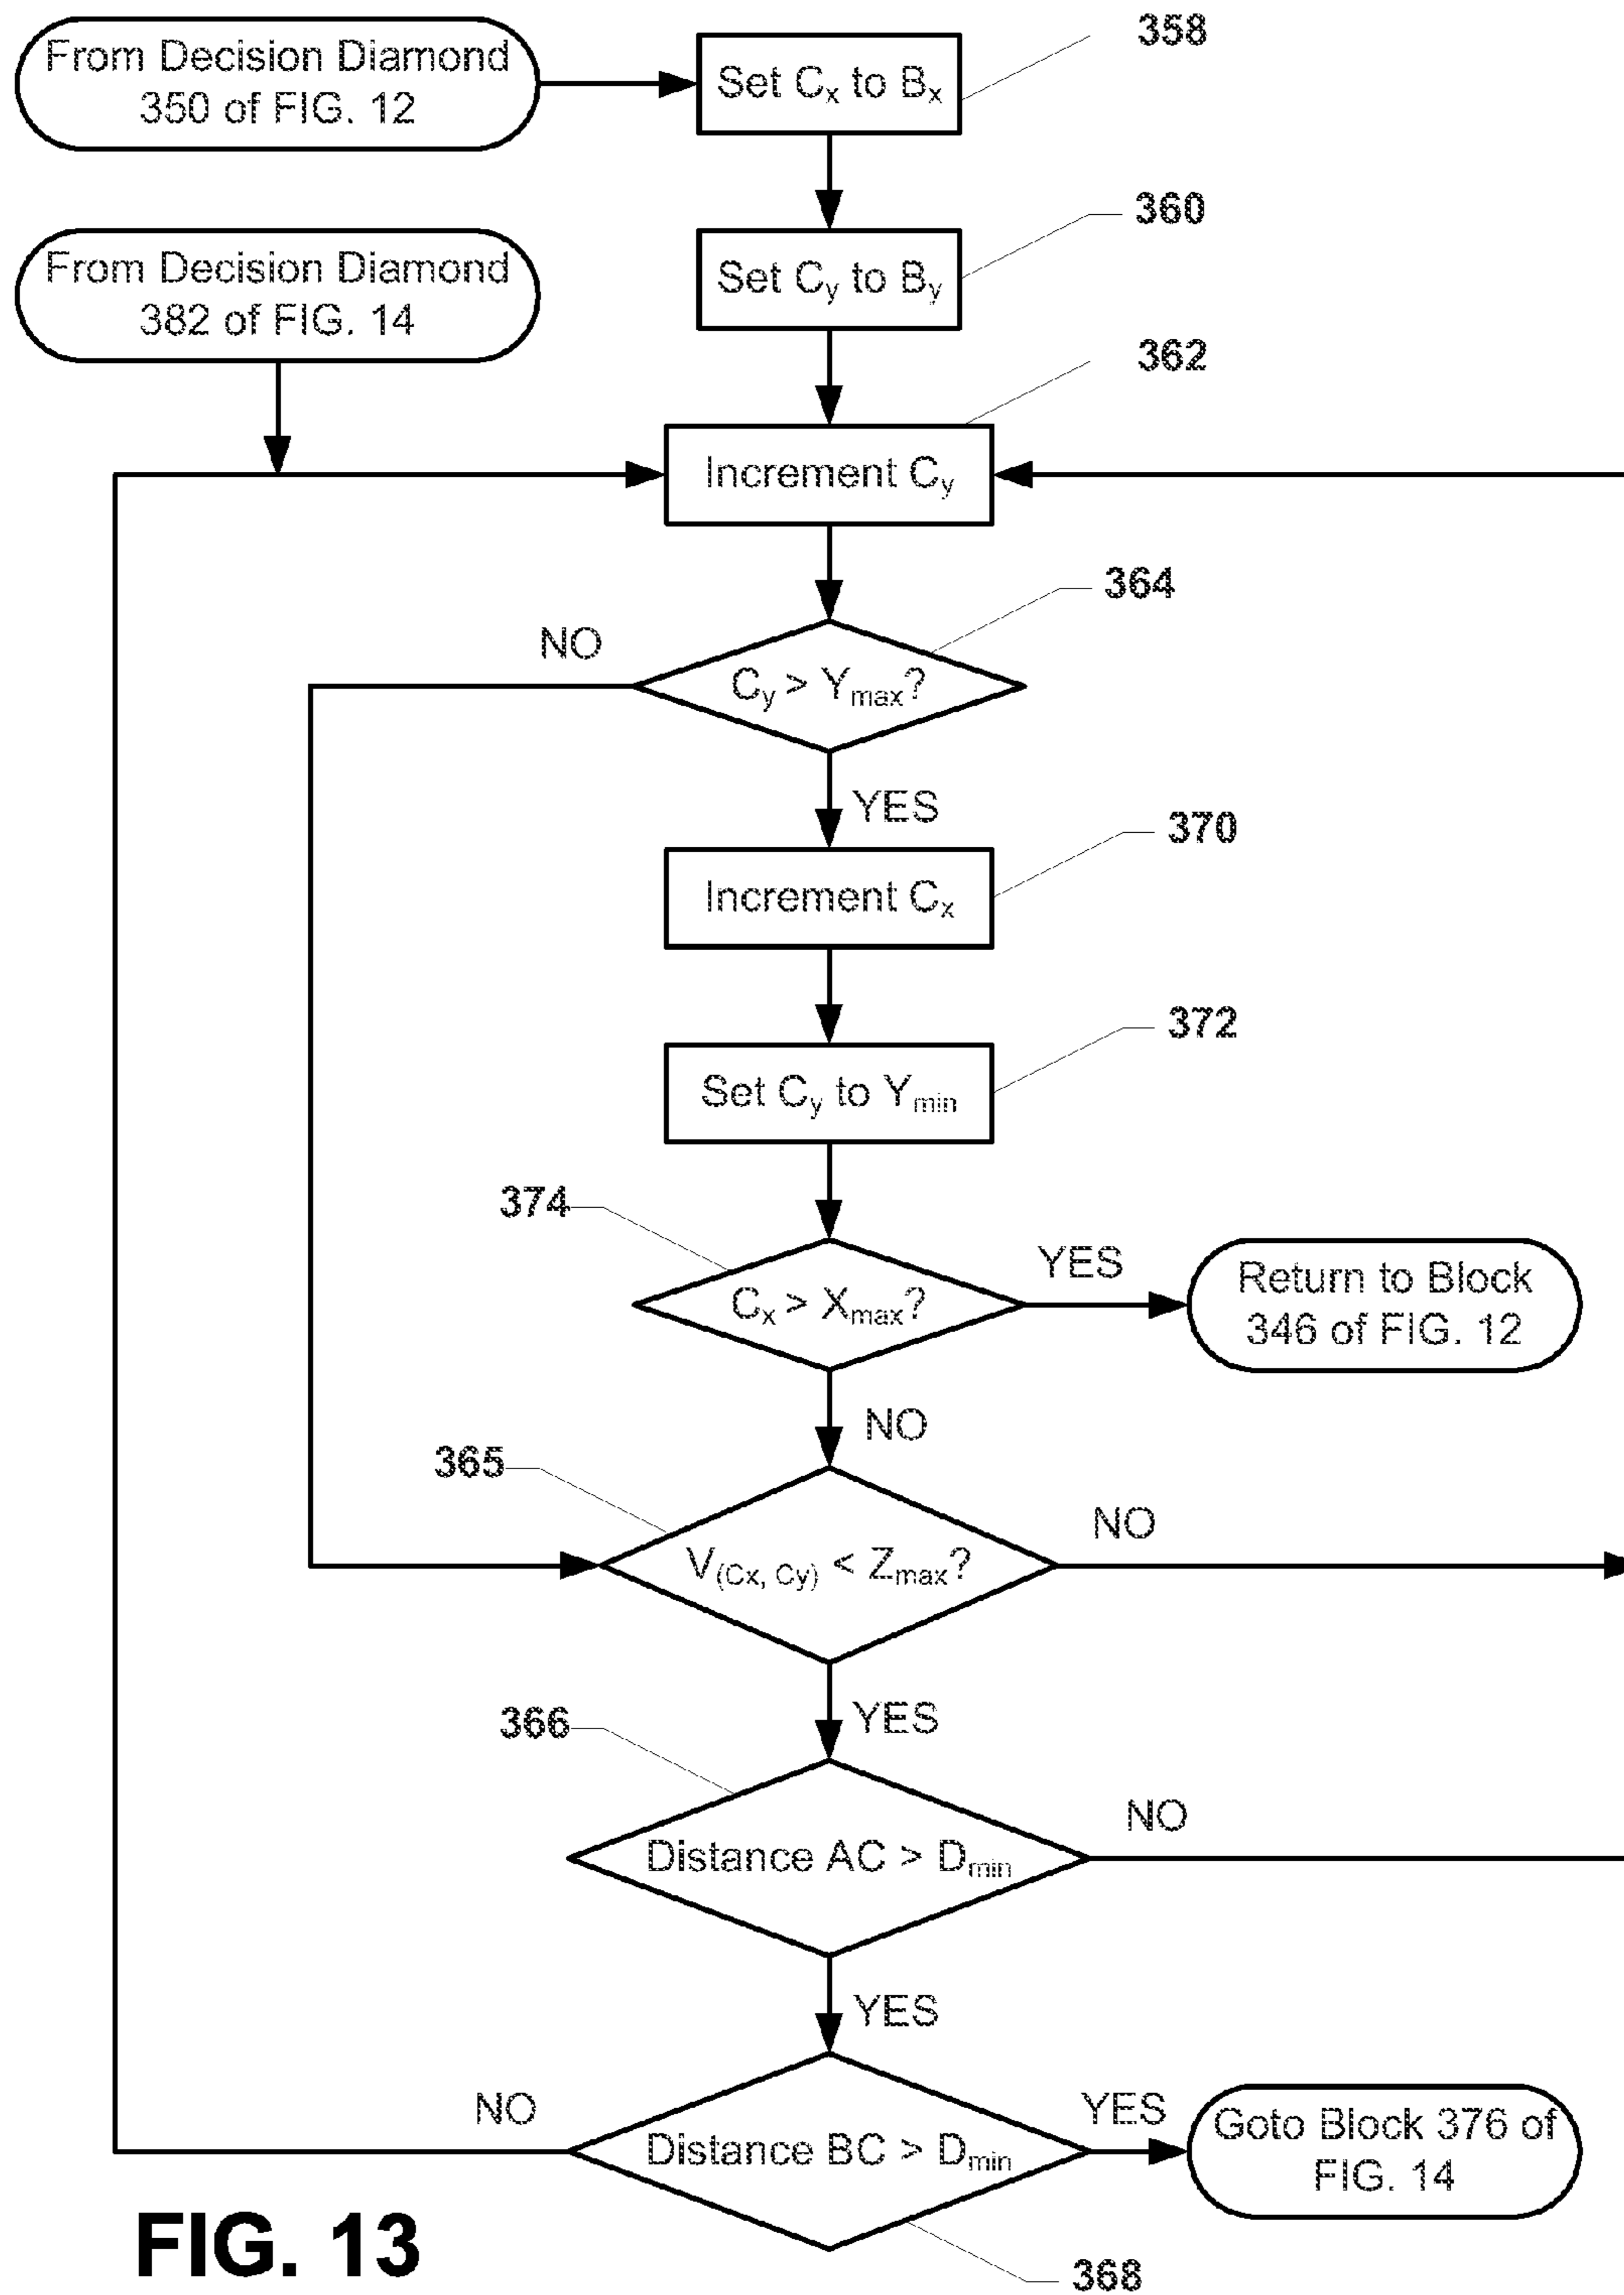 From Decision Diamond
350 of FIG. 12
Set Cx to Bx
358
From Decision Diamond
382 of FIG. 14
Set Cy to By
360
362
Increment Cy
364
NO
Cy > Ymax?
YES
370
Increment Cx
372
Set Cy to Ymin
374
YES
Cx > Xmax?
Return to Block
346 of FIG. 12
NO
365
NO
V(Cx, Cy) < Zmax?
YES
366
NO
Distance AC > Dmin
YES
NO
YES
Distance BC > Dmin
Goto Block 376 of
FIG. 14
368
FIG. 13